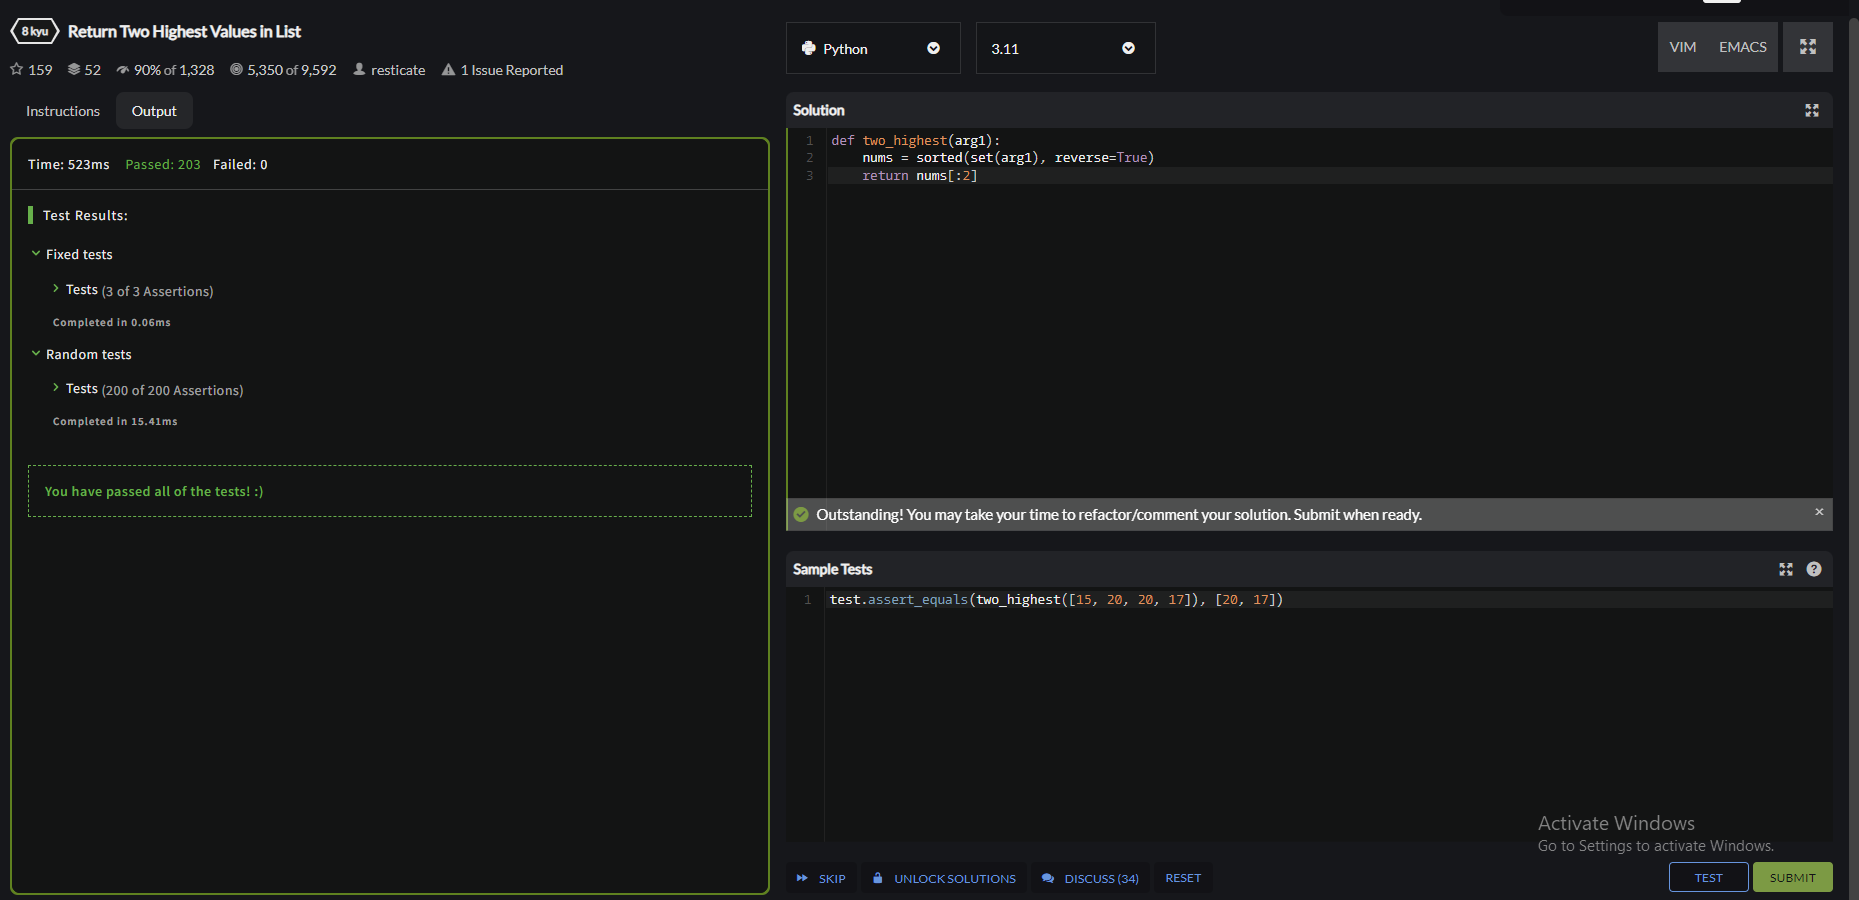 8 kyu Return Two Highest Values in List
159 52 90% of 1,328 5,350 of 9,592 resticate 1 Issue Reported
Instructions Output
Time: 523ms Passed: 203 Failed: 0
Test Results:
Fixed tests
Tests (3 of 3 Assertions)
Completed in 0.06ms
Random tests
Tests (200 of 200 Assertions)
Completed in 15.41ms
You have passed all of the tests! :)
Python 3.11 VIM EMACS
Solution
1 def two_highest(arg1):
2 nums = sorted(set(arg1), reverse=True)
3 return nums[:2]
Outstanding! You may take your time to refactor/comment your solution. Submit when ready. ×
Sample Tests ?
1 test.assert_equals(two_highest([15, 20, 20, 17]), [20, 17])
Activate Windows
Go to Settings to activate Windows.
SKIP UNLOCK SOLUTIONS DISCUSS (34) RESET TEST SUBMIT